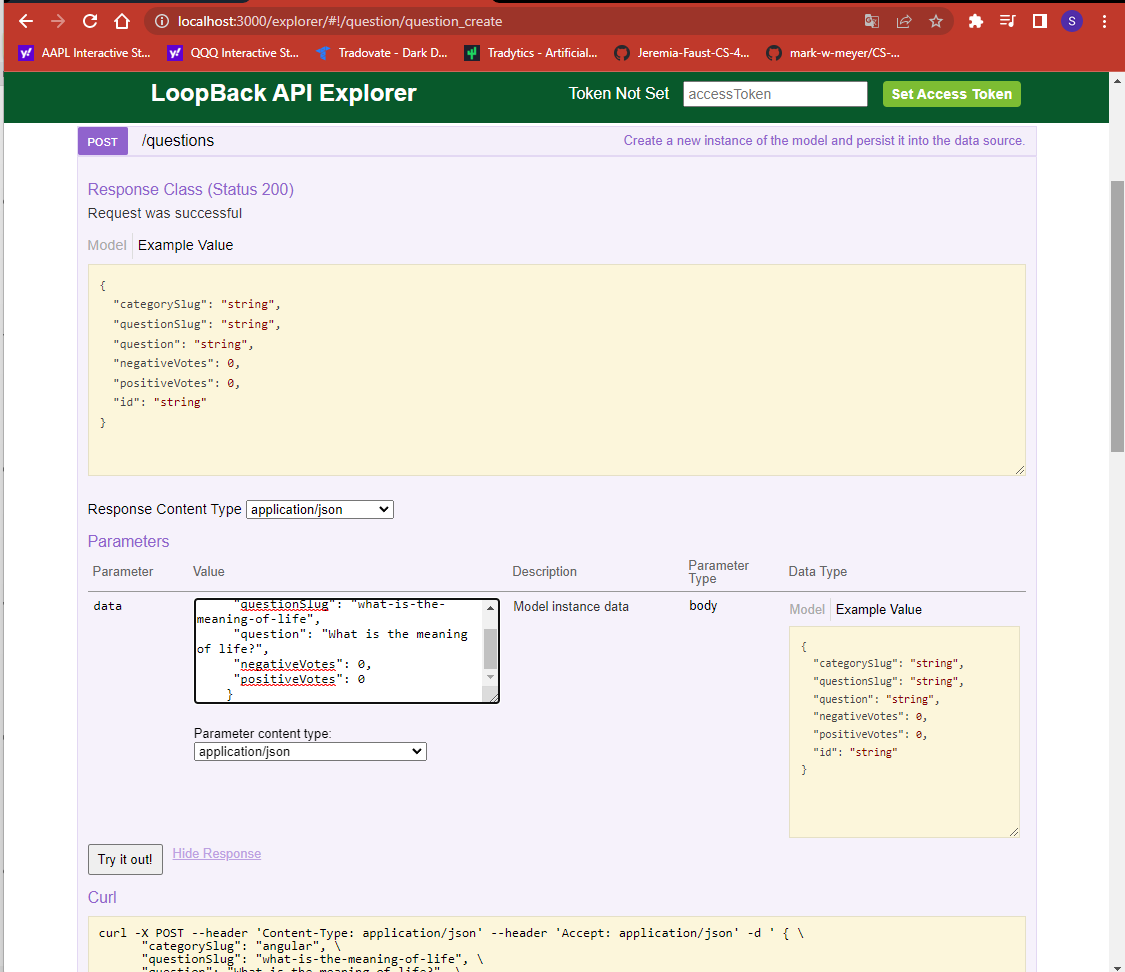 localhost:3000/explorer/#!/question/question_create
S
AAPL Interactive St...
QQQ Interactive St...
Tradovate - Dark D...
Tradytics - Artificial...
Jeremia-Faust-CS-4...
mark-w-meyer/CS-...
LoopBack API Explorer
Token Not Set
accessToken
Set Access Token
POST
/questions
Create a new instance of the model and persist it into the data source.
Response Class (Status 200)
Request was successful
Model
Example Value
{
"categorySlug": "string",
"questionSlug": "string",
"question": "string",
"negativeVotes": 0,
"positiveVotes": 0,
"id": "string"
}
Response Content Type
application/json
Parameters
Parameter
Value
Description
Parameter
Type
Data Type
data
"questionSlug": "what-is-the-
meaning-of-life",
"question": "What is the meaning
of life?",
"negativeVotes": 0,
"positiveVotes": 0
}
Parameter content type:
application/json
Model instance data
body
Model
Example Value
{
"categorySlug": "string",
"questionSlug": "string",
"question": "string",
"negativeVotes": 0,
"positiveVotes": 0,
"id": "string"
}
Try it out!
Hide Response
Curl
curl -X POST --header 'Content-Type: application/json' --header 'Accept: application/json' -d ' { \
"categorySlug": "angular", \
"questionSlug": "what-is-the-meaning-of-life", \
"question": "What is the meaning of life?", \